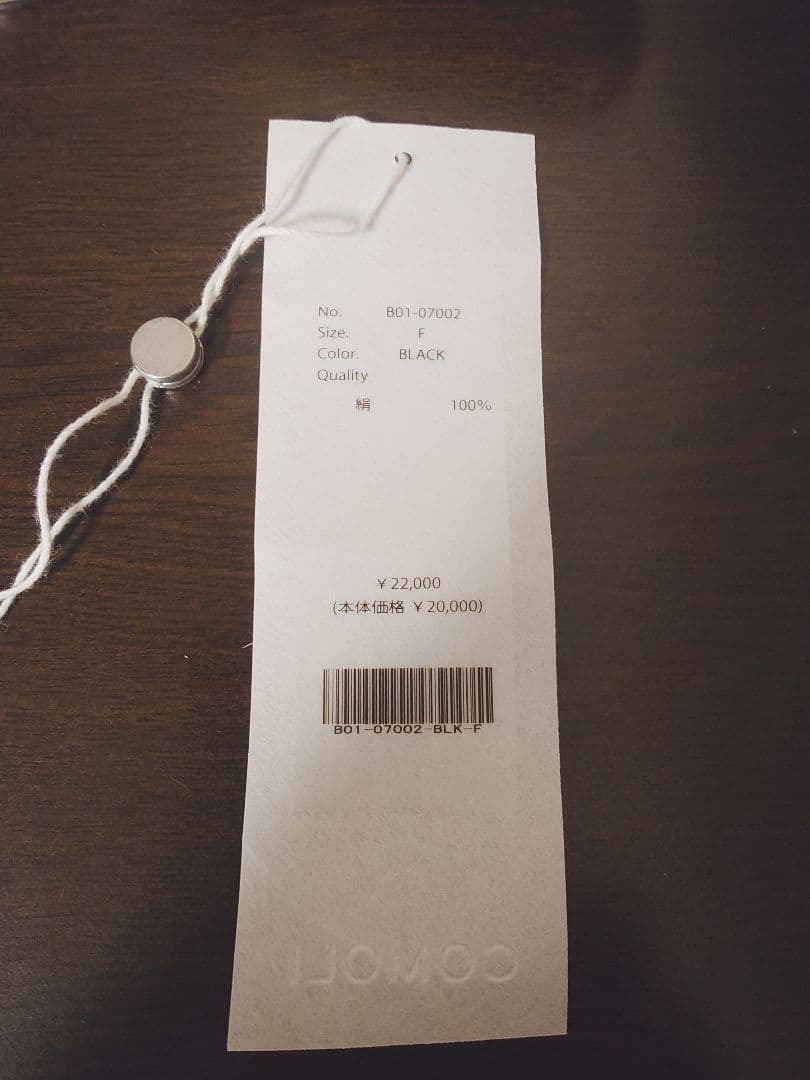 No. B01-07002
Size. F
Color. BLACK
Quality
絹 100%
¥22,000
(本体価格 ¥20,000)
B01-07002-BLK-F
COMOLI